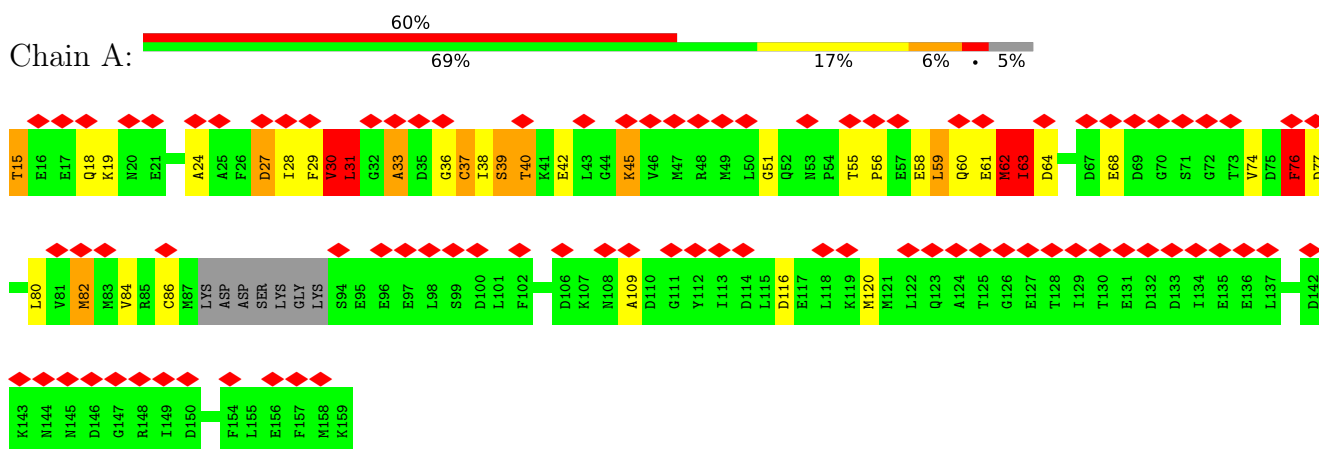 60%
Chain A:
69% 17% 6% • 5%
T15 E16 E17 Q18 K19 N20 E21 A24 A25 F26 D27 I28 F29 V30 L31 G32 A33 D35 G36 C37 I38 S39 T40 K41 E42 L43 G44 K45 V46 M47 R48 M49 L50 G51 Q52 N53 P54 T55 P56 E57 E58 L59 Q60 E61 M62 I63 D64 D67 E68 D69 G70 S71 G72 T73 V74 D75 F76 D77
L80 V81 M82 M83 V84 R85 C86 M87 LYS ASP ASP SER LYS GLY LYS S94 E95 E96 E97 L98 S99 D100 L101 F102 D106 K107 N108 A109 D110 G111 Y112 I113 D114 L115 D116 E117 L118 K119 M120 M121 L122 Q123 A124 T125 G126 E127 T128 I129 T130 E131 D132 D133 I134 E135 E136 L137 D142
K143 N144 N145 D146 G147 R148 I149 D150 F154 L155 E156 F157 M158 K159